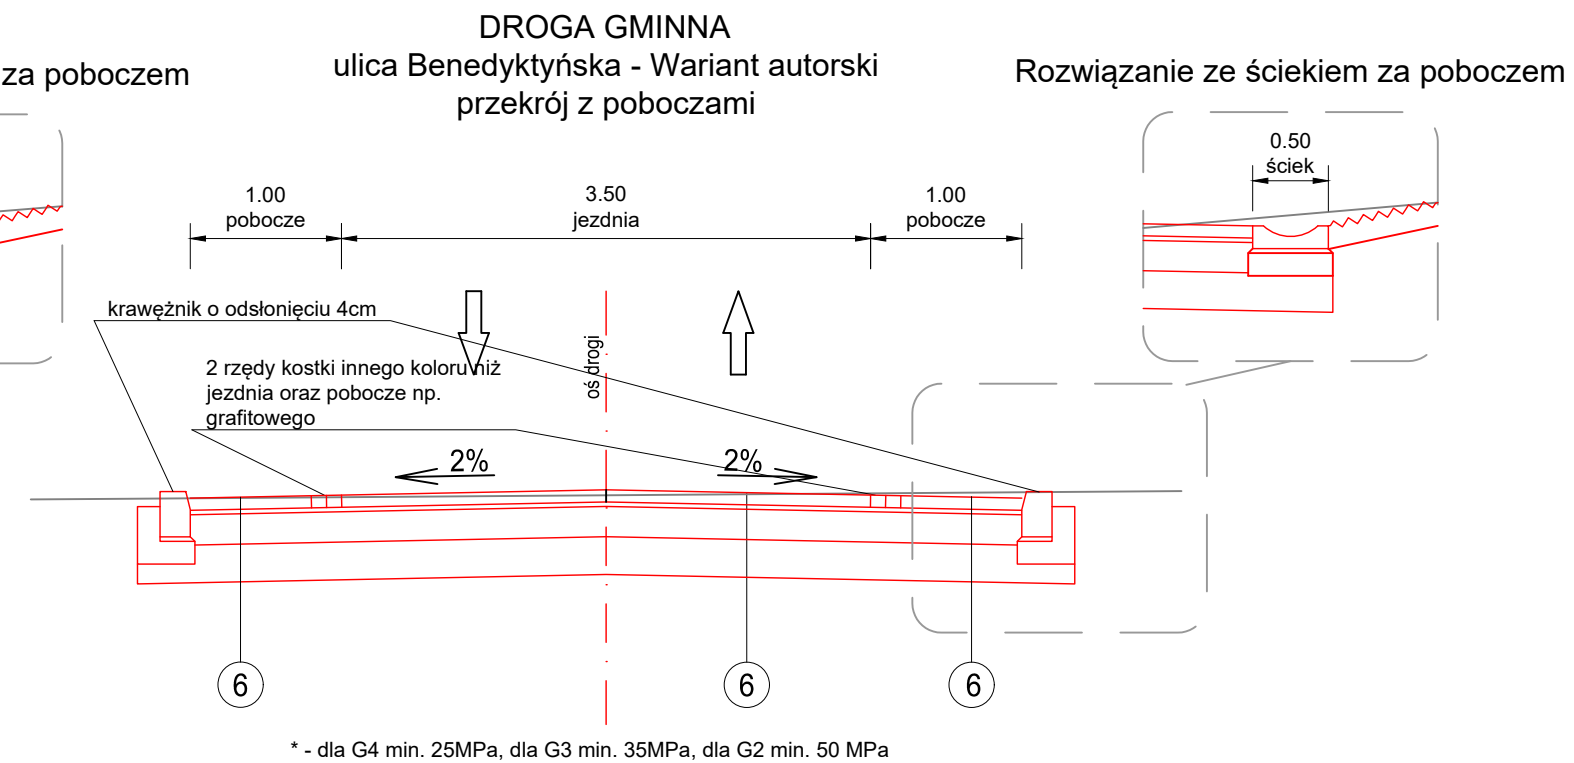 DROGA GMINNA
ulica Benedyktyńska - Wariant autorski
przekrój z poboczami
za poboczem
Rozwiązanie ze ściekiem za poboczem
0.50
ściek
1.00
pobocze
3.50
jezdnia
1.00
pobocze
krawężnik o odsłonięciu 4cm
oś drogi
2 rzędy kostki innego koloru niż
jezdnia oraz pobocze np.
grafitowego
2%
2%
6
6
6
* - dla G4 min. 25MPa, dla G3 min. 35MPa, dla G2 min. 50 MPa